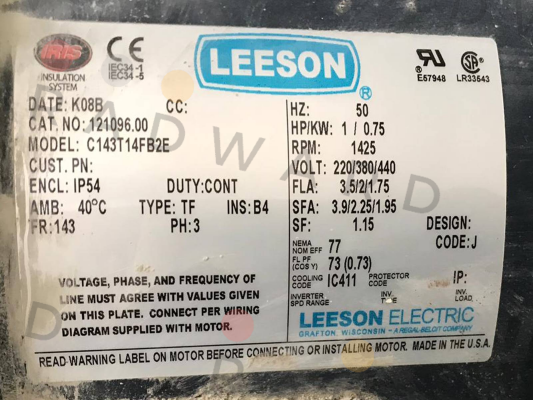 IRIS
INSULATION
SYSTEM
CE
IEC34-1
IEC34-5
LEESON
®
E57948
LR33543
DATE: K08B CC:
CAT. NO: 121096.00
MODEL: C143T14FB2E
CUST. PN:
ENCL: IP54 DUTY:CONT
AMB: 40°C TYPE: TF INS:B4
FR:143 PH:3
HZ: 50
HP/KW: 1 / 0.75
RPM: 1425
VOLT: 220/380/440
FLA: 3.5/2/1.75
SFA: 3.9/2.25/1.95
SF: 1.15 DESIGN:
NEMA NOM EFF 77 CODE:J
FL PF (COS Y) 73 (0.73)
COOLING CODE IC411 PROTECTOR CODE IP:
INVERTER SPD RANGE INV. INV. LOAD
VOLTAGE, PHASE, AND FREQUENCY OF
LINE MUST AGREE WITH VALUES GIVEN
ON THIS PLATE. CONNECT PER WIRING
DIAGRAM SUPPLIED WITH MOTOR.
LEESON ELECTRIC
GRAFTON, WISCONSIN - A REGAL-BELOIT COMPANY
READ WARNING LABEL ON MOTOR BEFORE CONNECTING OR INSTALLING MOTOR. MADE IN THE U.S.A.